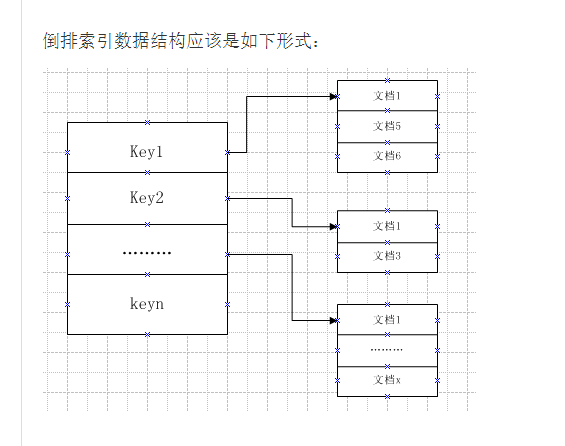 倒排索引数据结构应该是如下形式：
Key1
Key2
………
keyn
文档1
文档5
文档6
文档1
文档3
文档1
………
文档x